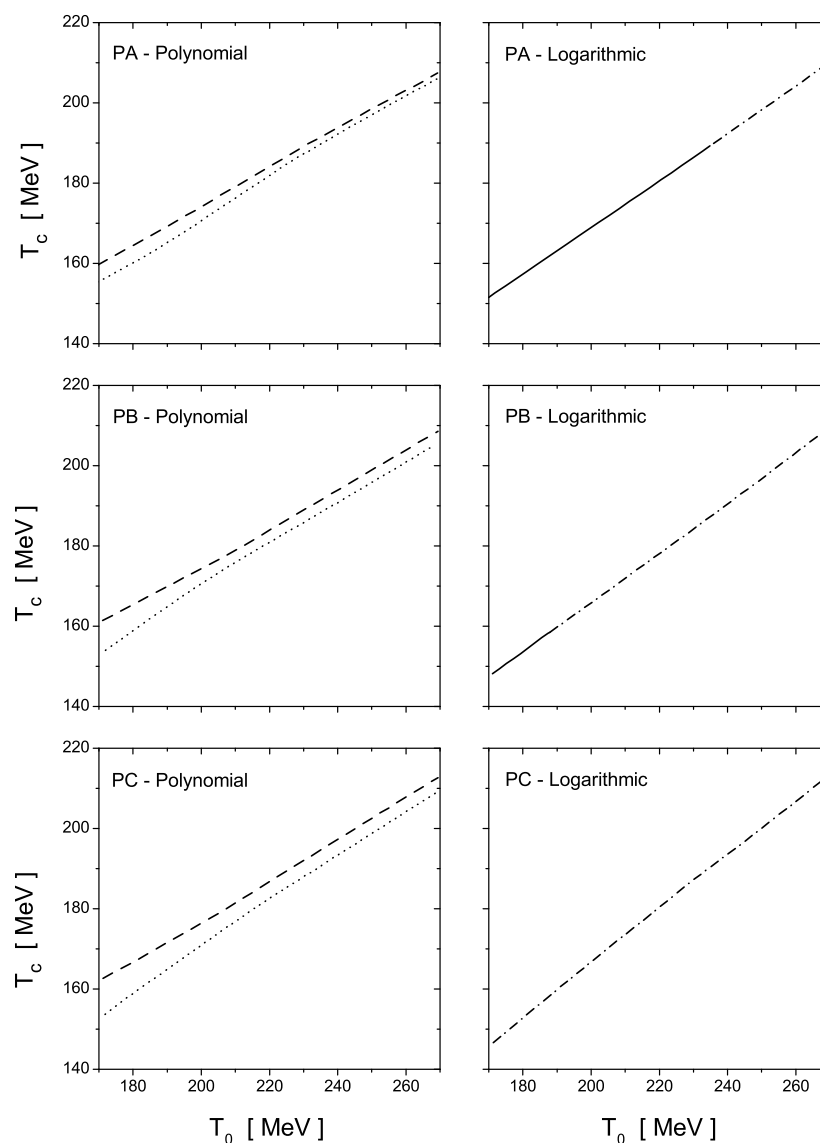 PA - Polynomial
PA - Logarithmic
220
200
180
160
140
T_c [ MeV ]
PB - Polynomial
PB - Logarithmic
220
200
180
160
140
T_c [ MeV ]
PC - Polynomial
PC - Logarithmic
220
200
180
160
140
T_c [ MeV ]
180 200 220 240 260
180 200 220 240 260
T_0 [ MeV ]
T_0 [ MeV ]